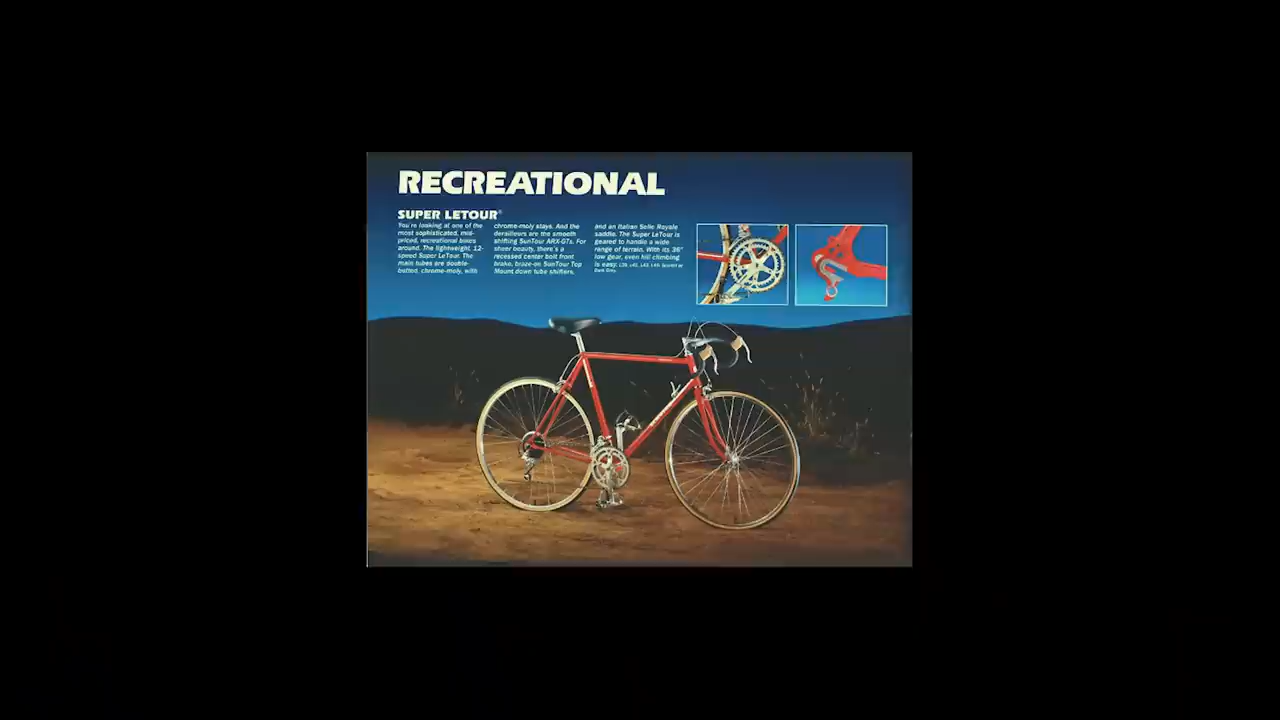 RECREATIONAL
SUPER LETOUR®
You're looking at one of the
most sophisticated, mid-
priced, recreational bikes
around. The lightweight, 12-
speed Super LeTour. The
main tubes are double-
butted, chrome-moly, with
chrome-moly stays. And the
derailleurs are the smooth
shifting SunTour ARX-GTs. For
sheer beauty, there's a
recessed center bolt front
brake, braze-on SunTour Top
Mount down tube shifters,
and an Italian Selle Royale
saddle. The Super LeTour is
geared to handle a wide
range of terrain. With its 36"
low gear, even hill climbing
is easy.